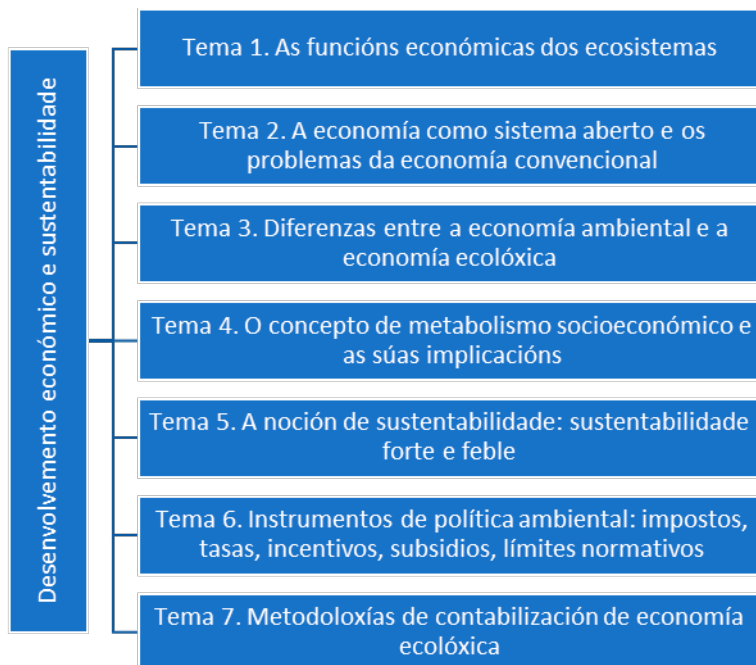 Desenvolvemento económico e sustentabilidade
Tema 1. As funcións económicas dos ecosistemas
Tema 2. A economía como sistema aberto e os
problemas da economía convencional
Tema 3. Diferenzas entre a economía ambiental e a
economía ecolóxica
Tema 4. O concepto de metabolismo socioeconómico e
as súas implicacións
Tema 5. A noción de sustentabilidade: sustentabilidade
forte e feble
Tema 6. Instrumentos de política ambiental: impostos,
tasas, incentivos, subsidios, límites normativos
Tema 7. Metodoloxías de contabilización de economía
ecolóxica